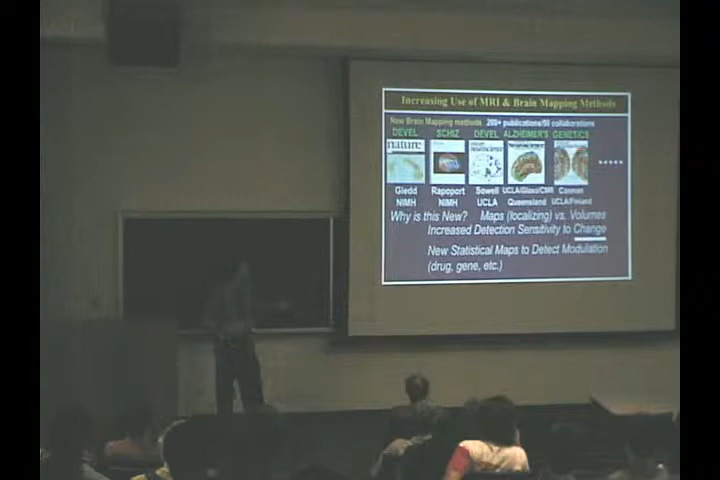 Increasing Use of MRI & Brain Mapping Methods
New Brain Mapping methods 200+ publications/50 collaborations
DEVEL SCHIZ DEVEL ALZHEIMER'S GENETICS
nature
Giedd Rapoport Sowell UCLA/Glaxo/CMR Cannon
NIMH NIMH UCLA Queensland UCLA/Finland
Why is this New? Maps (localizing) vs. Volumes
Increased Detection Sensitivity to Change
New Statistical Maps to Detect Modulation
(drug, gene, etc.)